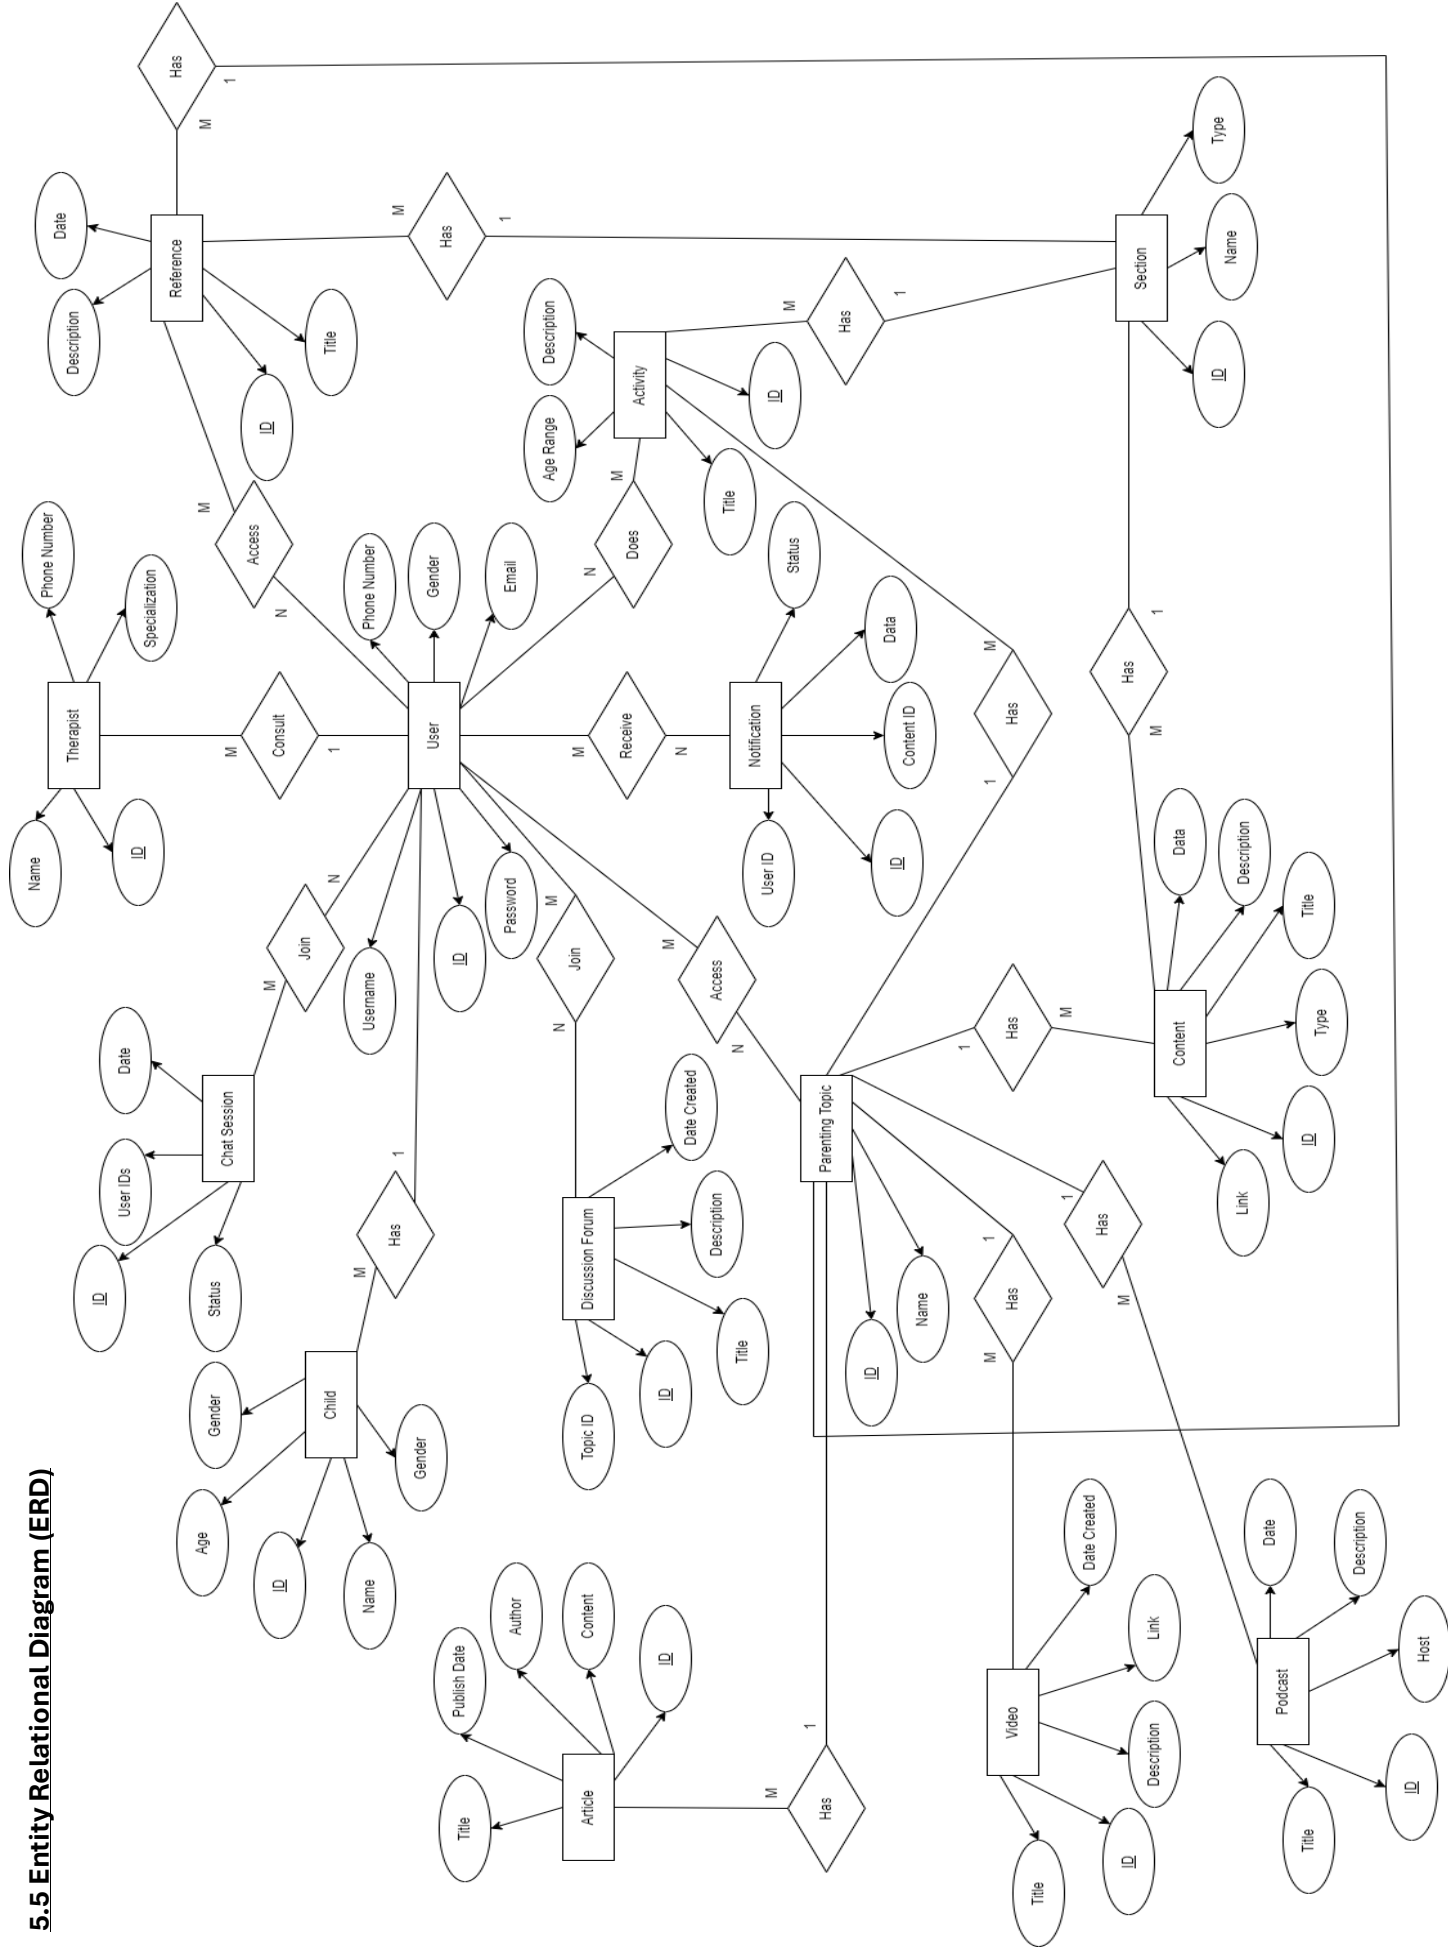 5.5 Entity Relational Diagram (ERD)
Name
Phone Number
Date
Therapist
Description
ID
User IDs
Date
ID
Specialization
Reference
Has
Age
M
M
Gender
Status
Chat Session
M
1
Access
ID
M
ID
Consult
N
Join
Child
Title
N
1
M
Name
Username
Phone Number
Has
1
M
Gender
User
Gender
Has
Title
Publish Date
ID
1
Author
Password
Email
Age Range
Description
M
N
Join
M
N
Article
Content
Topic ID
Discussion Forum
M
Does
Receive
Activity
ID
ID
M
N
Date Created
Description
Access
Title
N
Title
Notification
User ID
ID
M
Status
M
1
Has
Parenting Topic
Has
ID
Data
ID
1
Content ID
Name
1
M
1
1
M
Video
Has
Has
Has
Title
M
Date Created
Has
1
M
ID
Has
Section
Description
Link
M
1
Content
Data
ID
Type
Link
Description
Name
Date
Podcast
Title
ID
Title
Type
Description
ID
Host